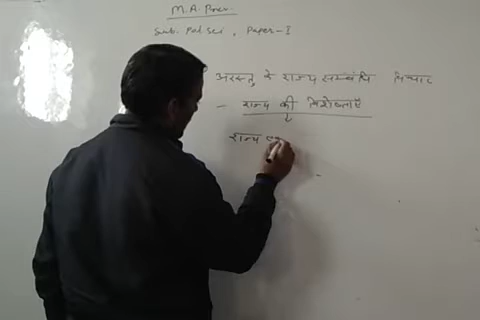 M.A. Prev.
Sub. Pol Sci, Paper-I
अरस्तु के राज्य सम्बंधि विचार
- राज्य की विशेषताएँ
राज्य